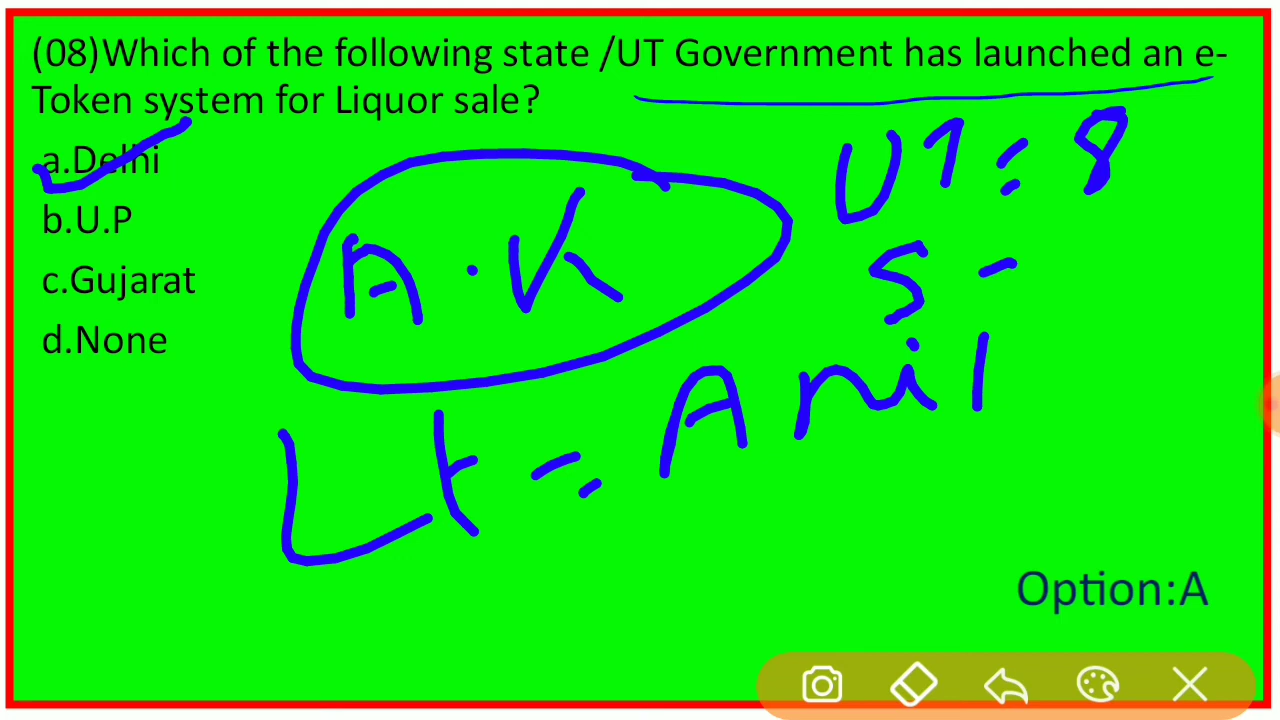 (08)Which of the following state /UT Government has launched an e-
Token system for Liquor sale?
a.Delhi
b.U.P
c.Gujarat
d.None
UT = 8
A.K
S -
Lt = Anil
Option:A